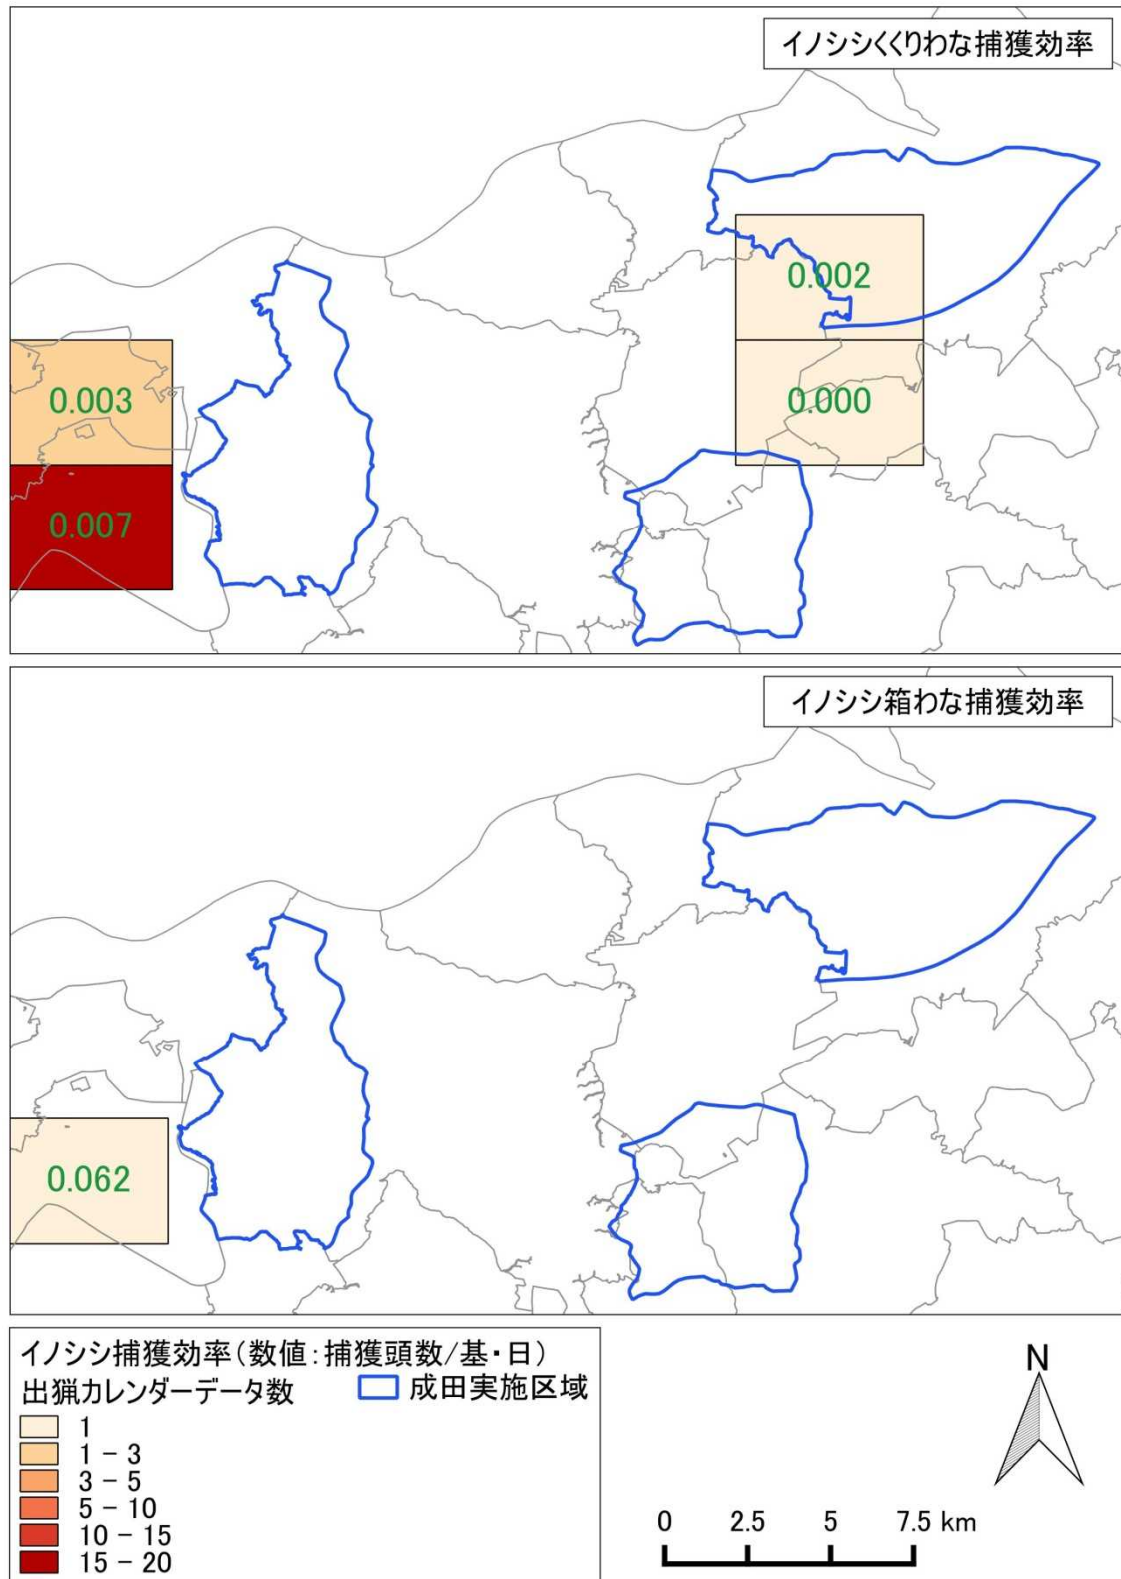 イノシシくくりわな捕獲効率
0.002
0.003
0.000
0.007
イノシシ箱わな捕獲効率
0.062
イノシシ捕獲効率(数値:捕獲頭数/基・日)
出猟カレンダーデータ数
成田実施区域
1
1 - 3
3 - 5
5 - 10
10 - 15
15 - 20
N
0 2.5 5 7.5 km